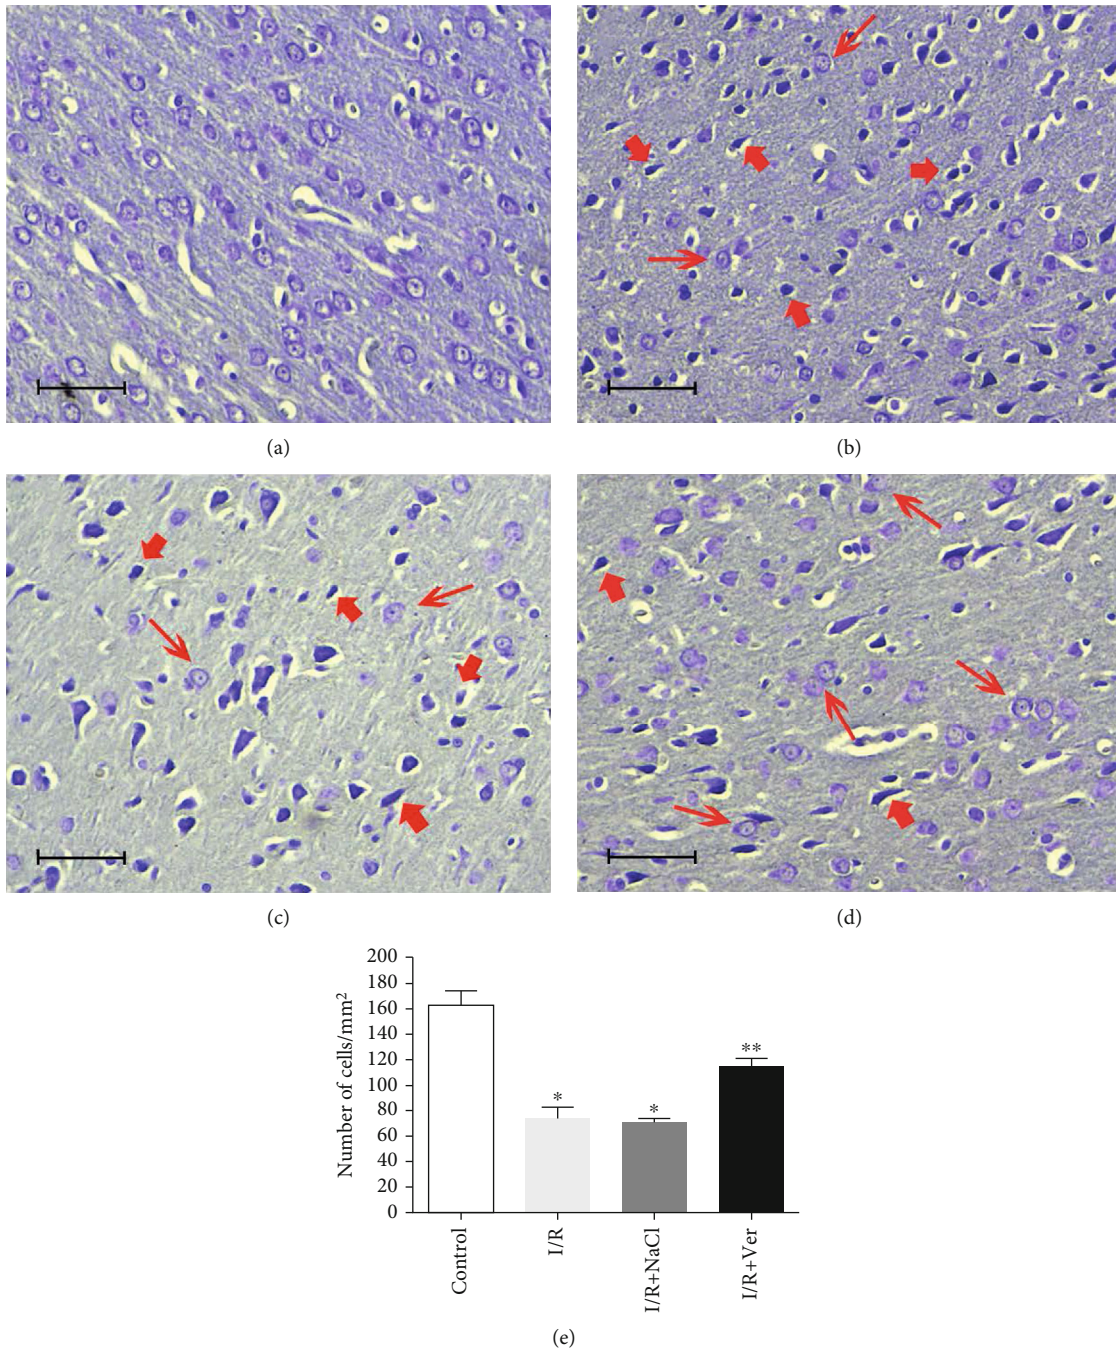 (a)
(b)
(c)
(d)
Number of cells/mm²
200
180
160
140
120
100
80
60
40
20
0
*
*
**
Control
I/R
I/R+NaCl
I/R+Ver
(e)